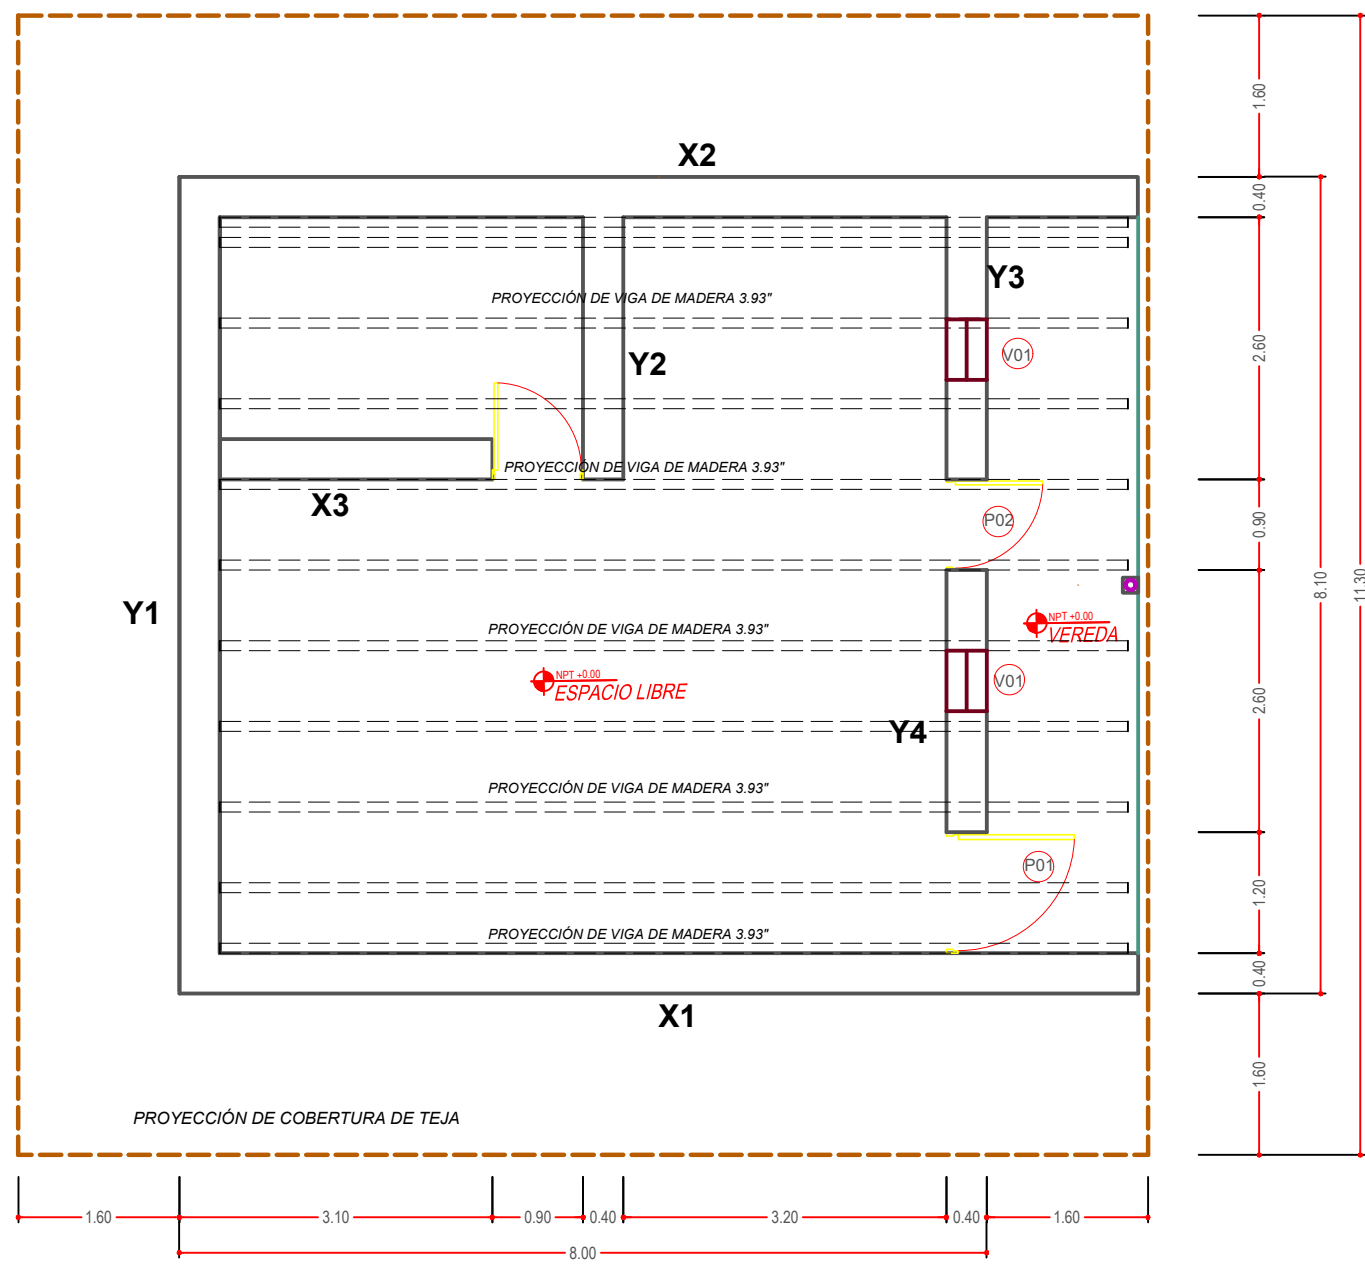 1.60
X2
0.40
PROYECCIÓN DE VIGA DE MADERA 3.93"
Y3
V01
2.60
Y2
PROYECCIÓN DE VIGA DE MADERA 3.93"
X3
P02
0.90
Y1
PROYECCIÓN DE VIGA DE MADERA 3.93"
NPT +0.00
VEREDA
8.10
11.30
NPT +0.00
ESPACIO LIBRE
V01
2.60
Y4
PROYECCIÓN DE VIGA DE MADERA 3.93"
P01
1.20
PROYECCIÓN DE VIGA DE MADERA 3.93"
0.40
X1
1.60
PROYECCIÓN DE COBERTURA DE TEJA
1.60
3.10
0.90
0.40
3.20
0.40
1.60
8.00